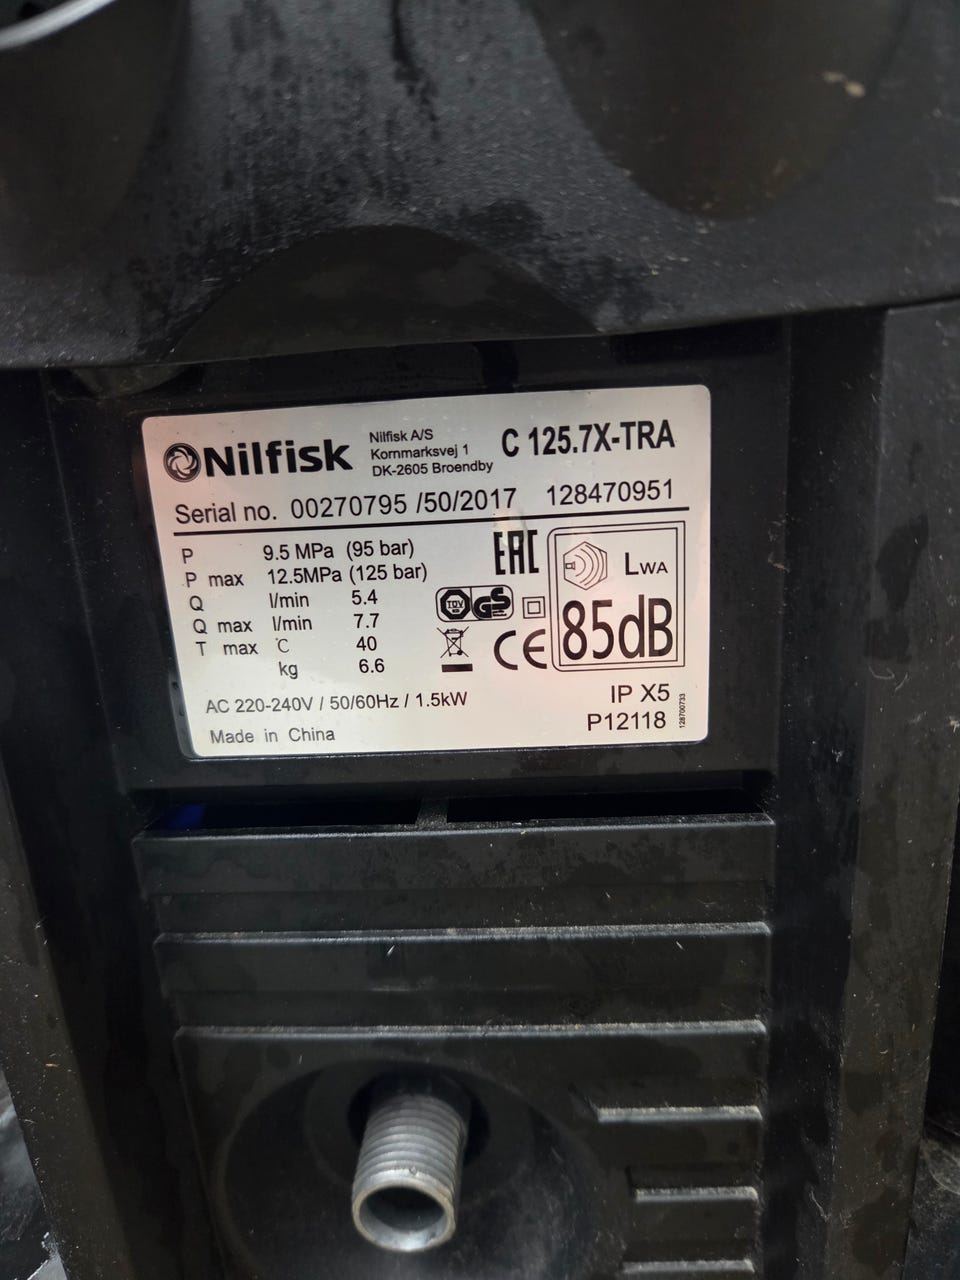 Nilfisk
Nilfisk A/S
Kornmarksvej 1
DK-2605 Broendby
C 125.7X-TRA
Serial no. 00270795 /50/2017 128470951
P 9.5 MPa (95 bar)
P max 12.5MPa (125 bar)
Q l/min 5.4
Q max l/min 7.7
T max °C 40
kg 6.6
EAC
TÜV GS
CE
LWA
85dB
AC 220-240V / 50/60Hz / 1.5kW
IP X5
Made in China
P12118
128700733